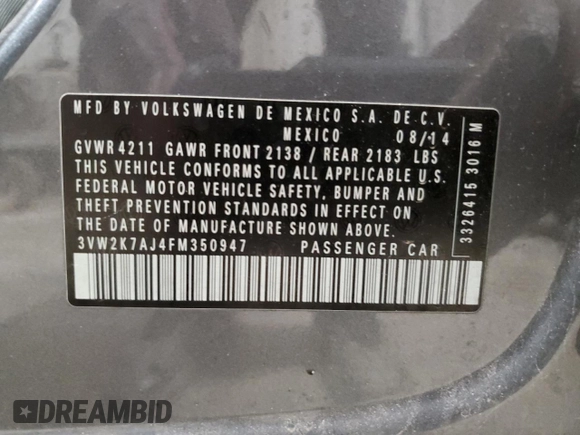 MFD BY VOLKSWAGEN DE MEXICO S.A. DE C.V.
MEXICO 08/14
GVWR 4211 GAWR FRONT 2138 / REAR 2183 LBS
THIS VEHICLE CONFORMS TO ALL APPLICABLE U.S.
FEDERAL MOTOR VEHICLE SAFETY, BUMPER AND
THEFT PREVENTION STANDARDS IN EFFECT ON
THE DATE OF MANUFACTURE SHOWN ABOVE.
3VW2K7AJ4FM350947 PASSENGER CAR
3326415 3016 M
DREAMBID